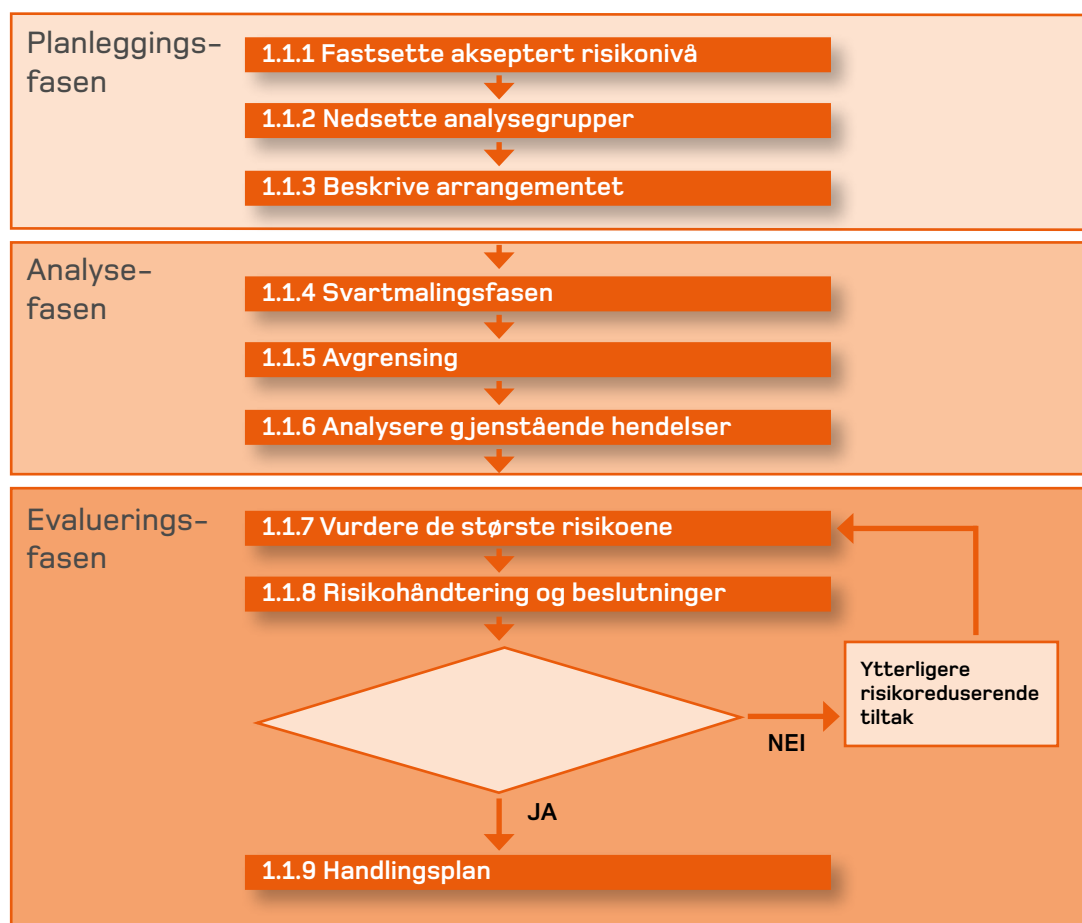 Planleggings-
fasen
1.1.1 Fastsette akseptert risikonivå
1.1.2 Nedsette analysegrupper
1.1.3 Beskrive arrangementet
Analyse-
fasen
1.1.4 Svartmalingsfasen
1.1.5 Avgrensing
1.1.6 Analysere gjenstående hendelser
Evaluerings-
fasen
1.1.7 Vurdere de største risikoene
1.1.8 Risikohåndtering og beslutninger
Ytterligere
risikoreduserende
tiltak
NEI
JA
1.1.9 Handlingsplan